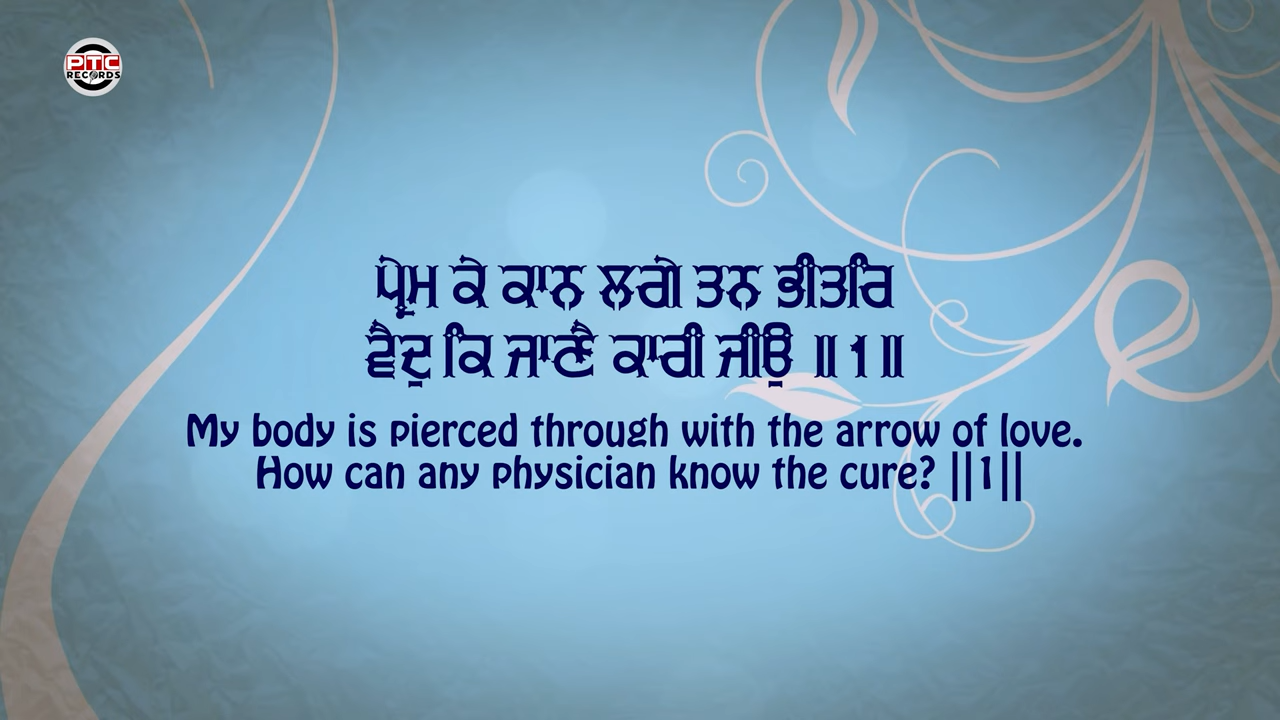 PTC
RECORDS
ਪ੍ਰੇਮ ਕੇ ਕਾਨ ਲਗੇ ਤਨ ਭੀਤਰਿ
ਵੈਦੁ ਕਿ ਜਾਣੈ ਕਾਰੀ ਜੀਉ ॥੧॥
My body is pierced through with the arrow of love.
How can any physician know the cure? ||1||